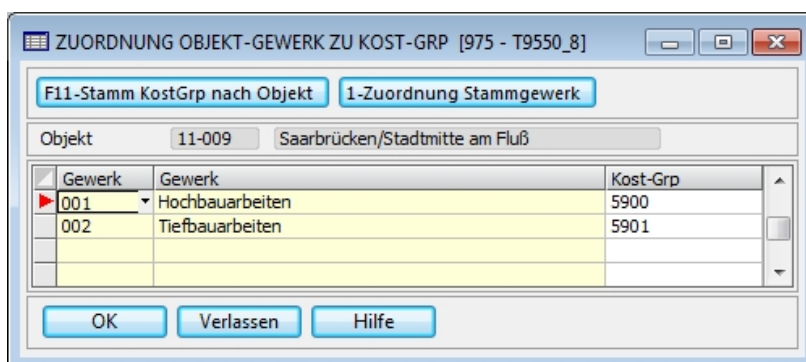 ZUORDNUNG OBJEKT-GEWERK ZU KOST-GRP [975 - T9550_8]
F11-Stamm KostGrp nach Objekt 1-Zuordnung Stammgewerk
Objekt 11-009 Saarbrücken/Stadtmitte am Fluß
Gewerk Gewerk Kost-Grp
001 Hochbauarbeiten 5900
002 Tiefbauarbeiten 5901
OK Verlassen Hilfe